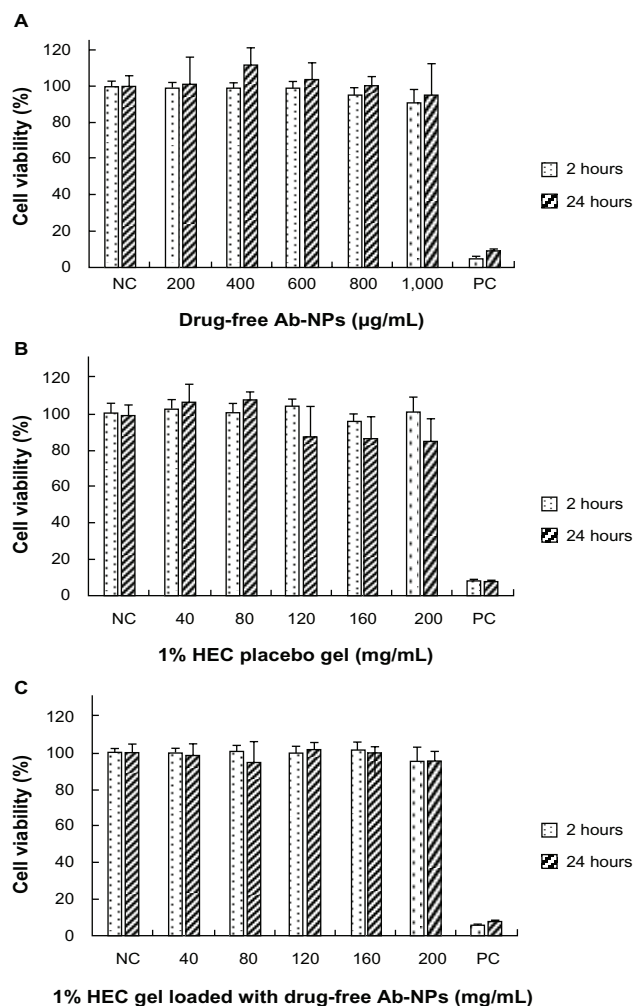 A
120
100
80
60
40
20
0
Cell viability (%)
NC 200 400 600 800 1,000 PC
Drug-free Ab-NPs (µg/mL)
2 hours
24 hours
B
120
100
80
60
40
20
0
Cell viability (%)
NC 40 80 120 160 200 PC
1% HEC placebo gel (mg/mL)
2 hours
24 hours
C
120
100
80
60
40
20
0
Cell viability (%)
NC 40 80 120 160 200 PC
1% HEC gel loaded with drug-free Ab-NPs (mg/mL)
2 hours
24 hours